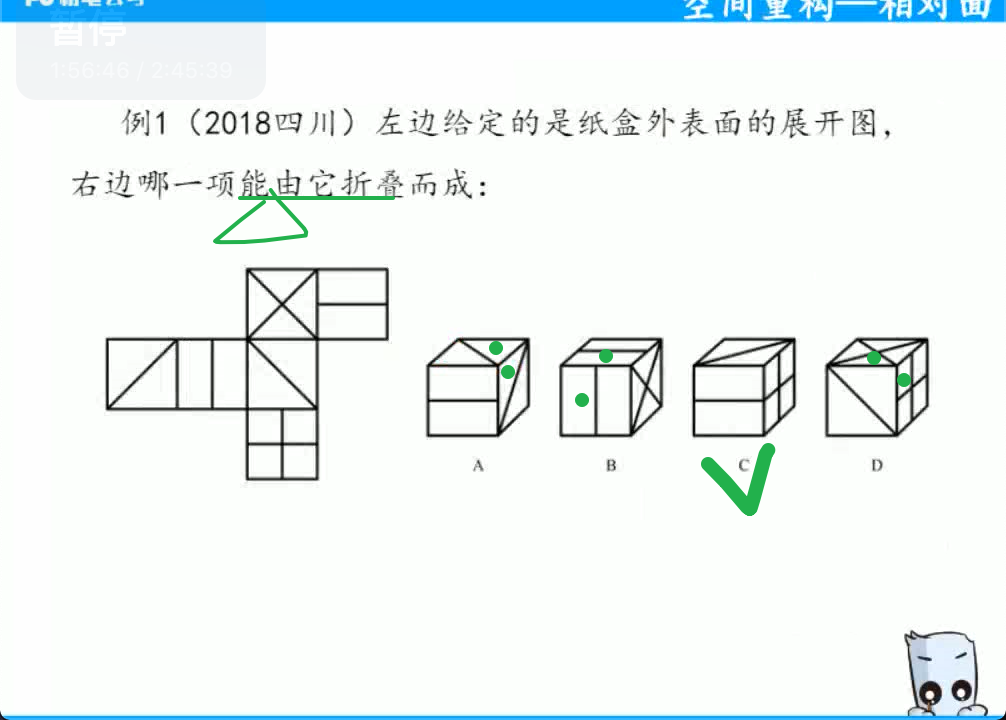 空间重构—相对面
暂停
1:56:46 / 2:45:39
例1（2018四川）左边给定的是纸盒外表面的展开图，
右边哪一项能由它折叠而成：
A B C D